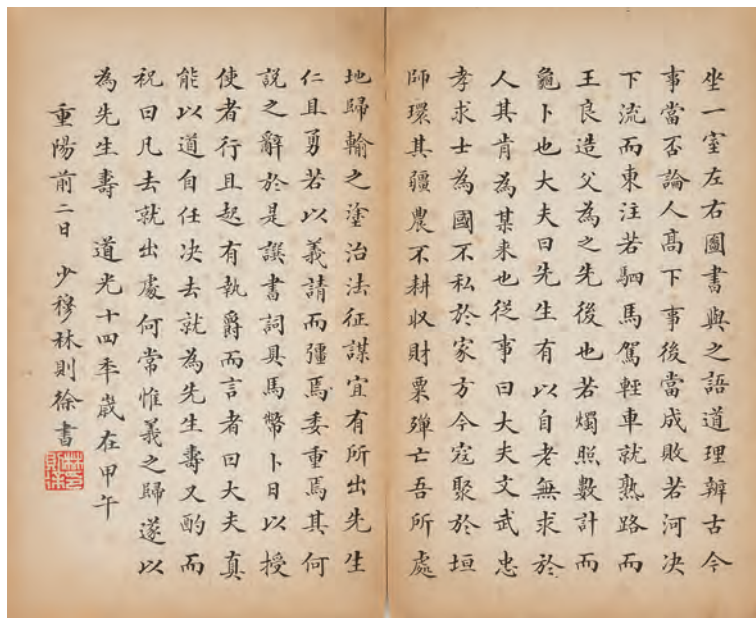 坐一室左右圖書與之語道理辨古今
事當否論人髙下事後當成敗若河决
下流而東注若駟馬駕輕車就熟路而
王良造父為之先後也若燭照數計而
龜卜也大夫曰先生有以自老無求於
人其肯為某来也從事曰大夫文武忠
孝求士為國不私於家方今寇聚於垣
師環其疆農不耕收財粟殫亡吾所處
地歸輸之塗治法征謀宜有所出先生
仁且勇若以義請而彊焉委重焉其何
說之辭於是譔書詞具馬幣卜日以授
使者行且起有執爵而言者曰大夫真
能以道自任决去就為先生壽又酌而
祝曰凡去就出處何常惟義之歸遂以
為先生壽 道光十四年歲在甲午
重陽前二日 少穆林則徐書
林則徐